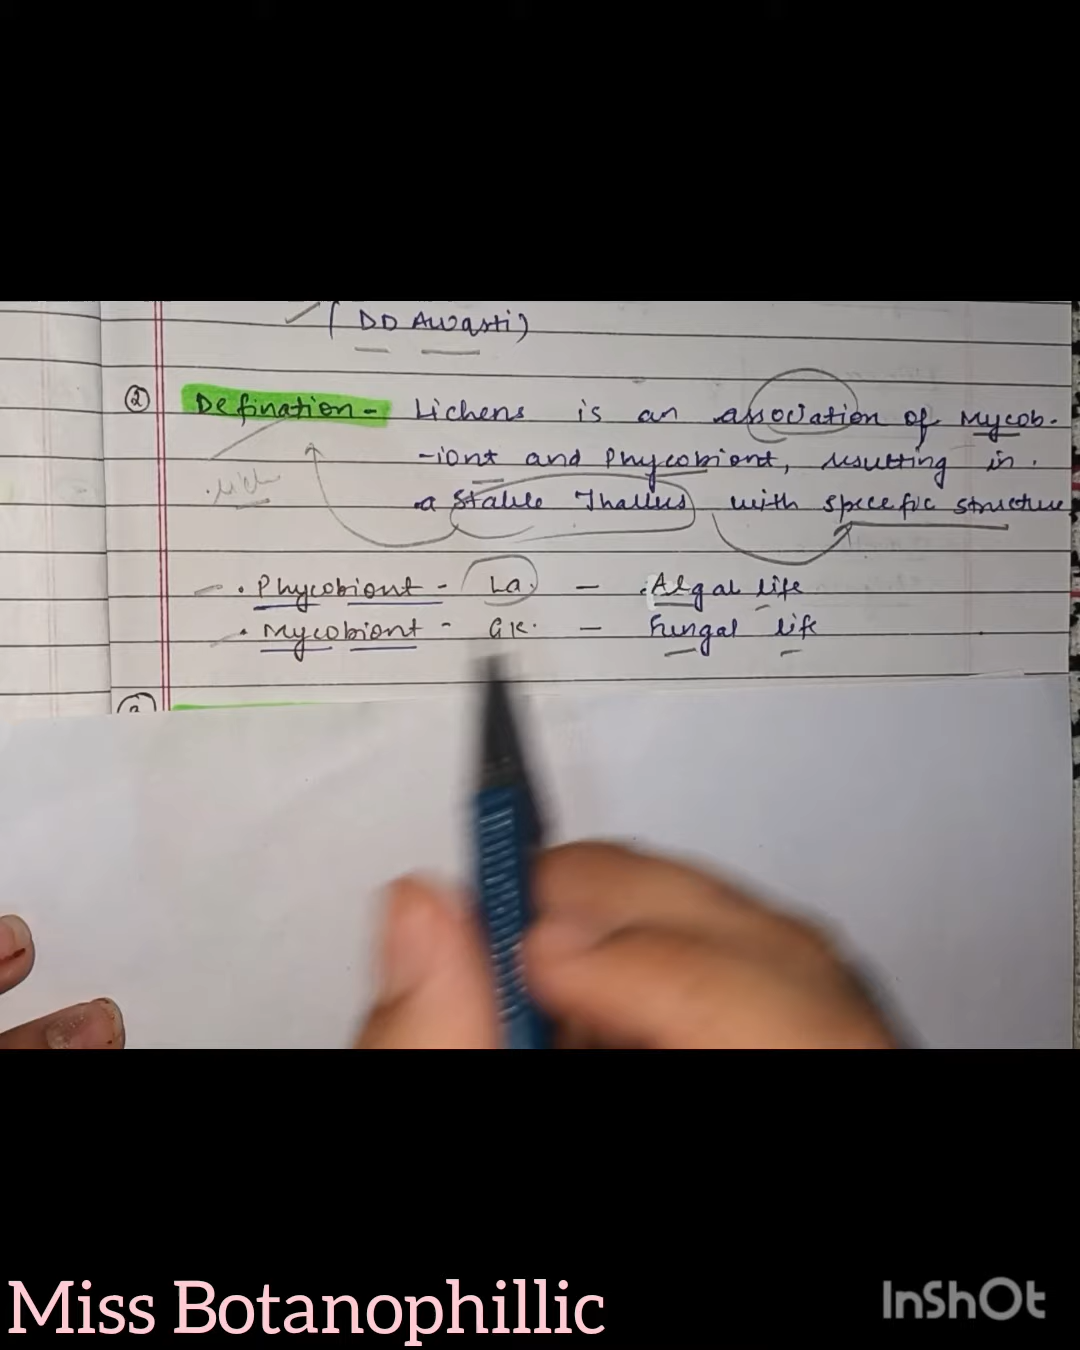 (DD Awasti)
② Defination - Lichens is an association of Mycob-
-iont and Phycobiont, resulting in
a Stable Thallus with specefic structure
lich
• Phycobiont - La. - Algal life
• Mycobiont - GK. - Fungal life
Miss Botanophillic
InShOt